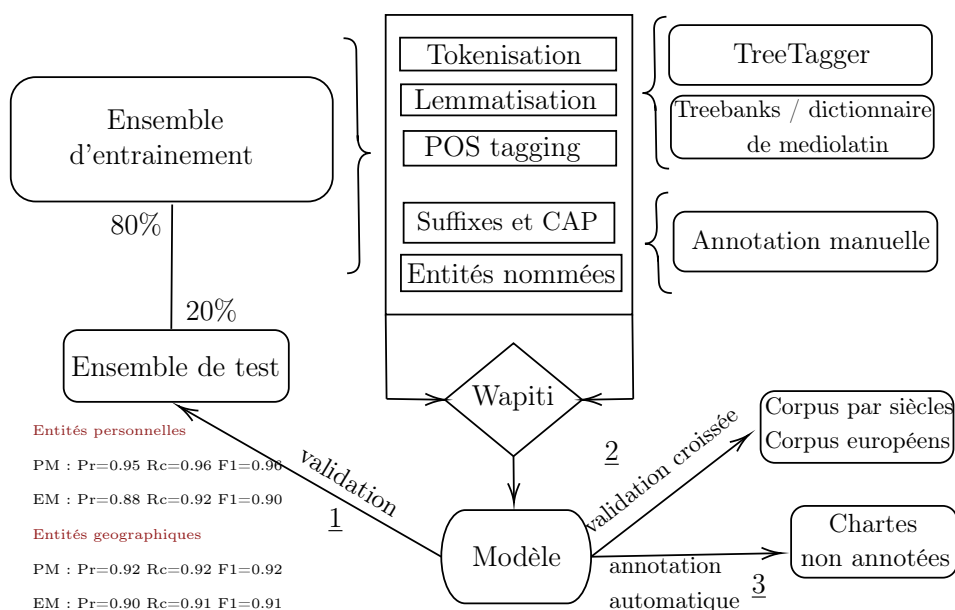 Ensemble
d'entrainement
80%
20%
Ensemble de test
Tokenisation
Lemmatisation
POS tagging
Suffixes et CAP
Entités nommées
TreeTagger
Treebanks / dictionnaire
de mediolatin
Annotation manuelle
Wapiti
Entités personnelles
PM : Pr=0.95 Rc=0.96 F1=0.96
EM : Pr=0.88 Rc=0.92 F1=0.90
Entités geographiques
PM : Pr=0.92 Rc=0.92 F1=0.92
EM : Pr=0.90 Rc=0.91 F1=0.91
validation
1
Modèle
2
validation croissée
Corpus par siècles
Corpus européens
annotation
automatique
3
Chartes
non annotées